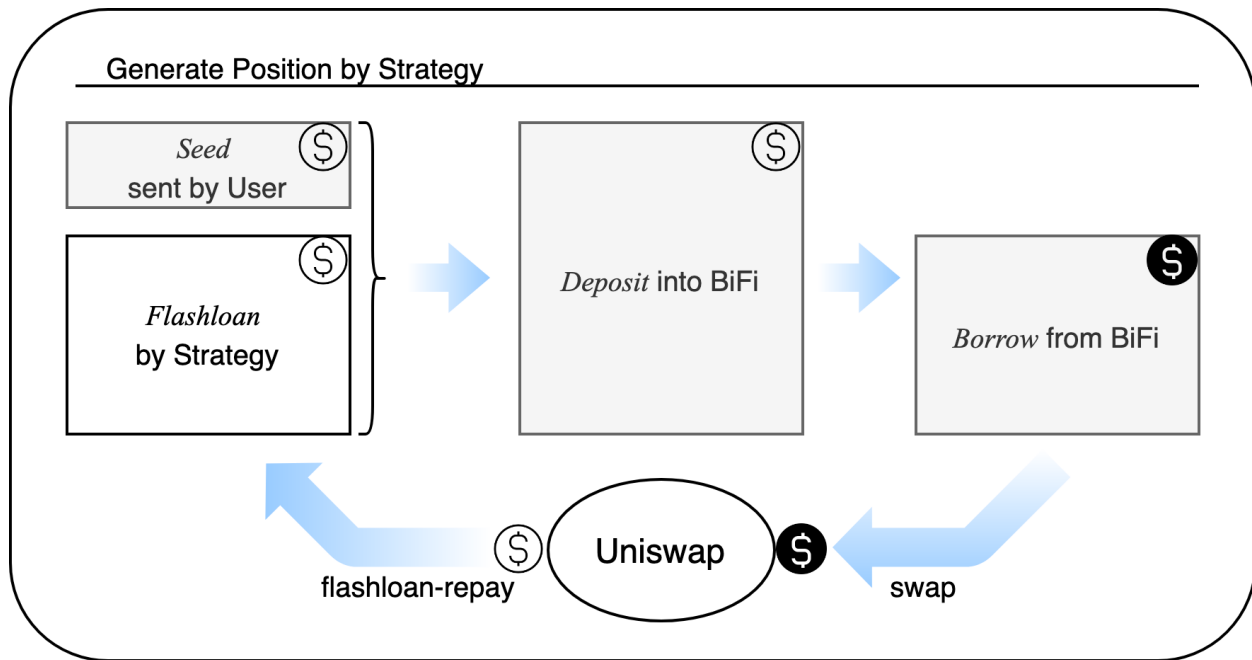 Generate Position by Strategy
Seed
sent by User
$
Flashloan
by Strategy
$
Deposit into BiFi
$
Borrow from BiFi
$
Uniswap
$
$
flashloan-repay
swap